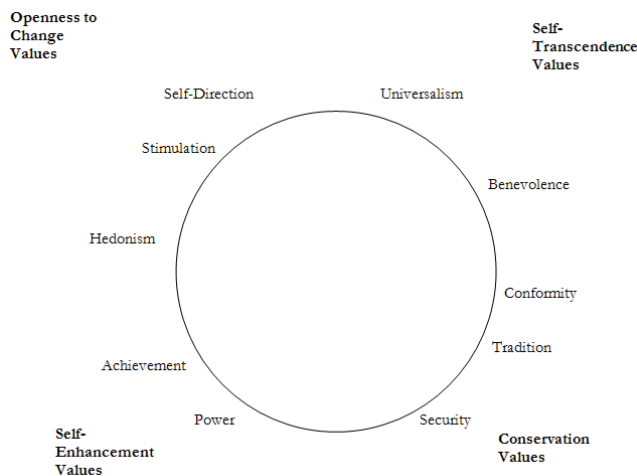 Openness to
Change
Values
Self-
Transcendence
Values
Self-Direction
Universalism
Stimulation
Benevolence
Hedonism
Conformity
Tradition
Achievement
Power
Security
Self-
Enhancement
Values
Conservation
Values